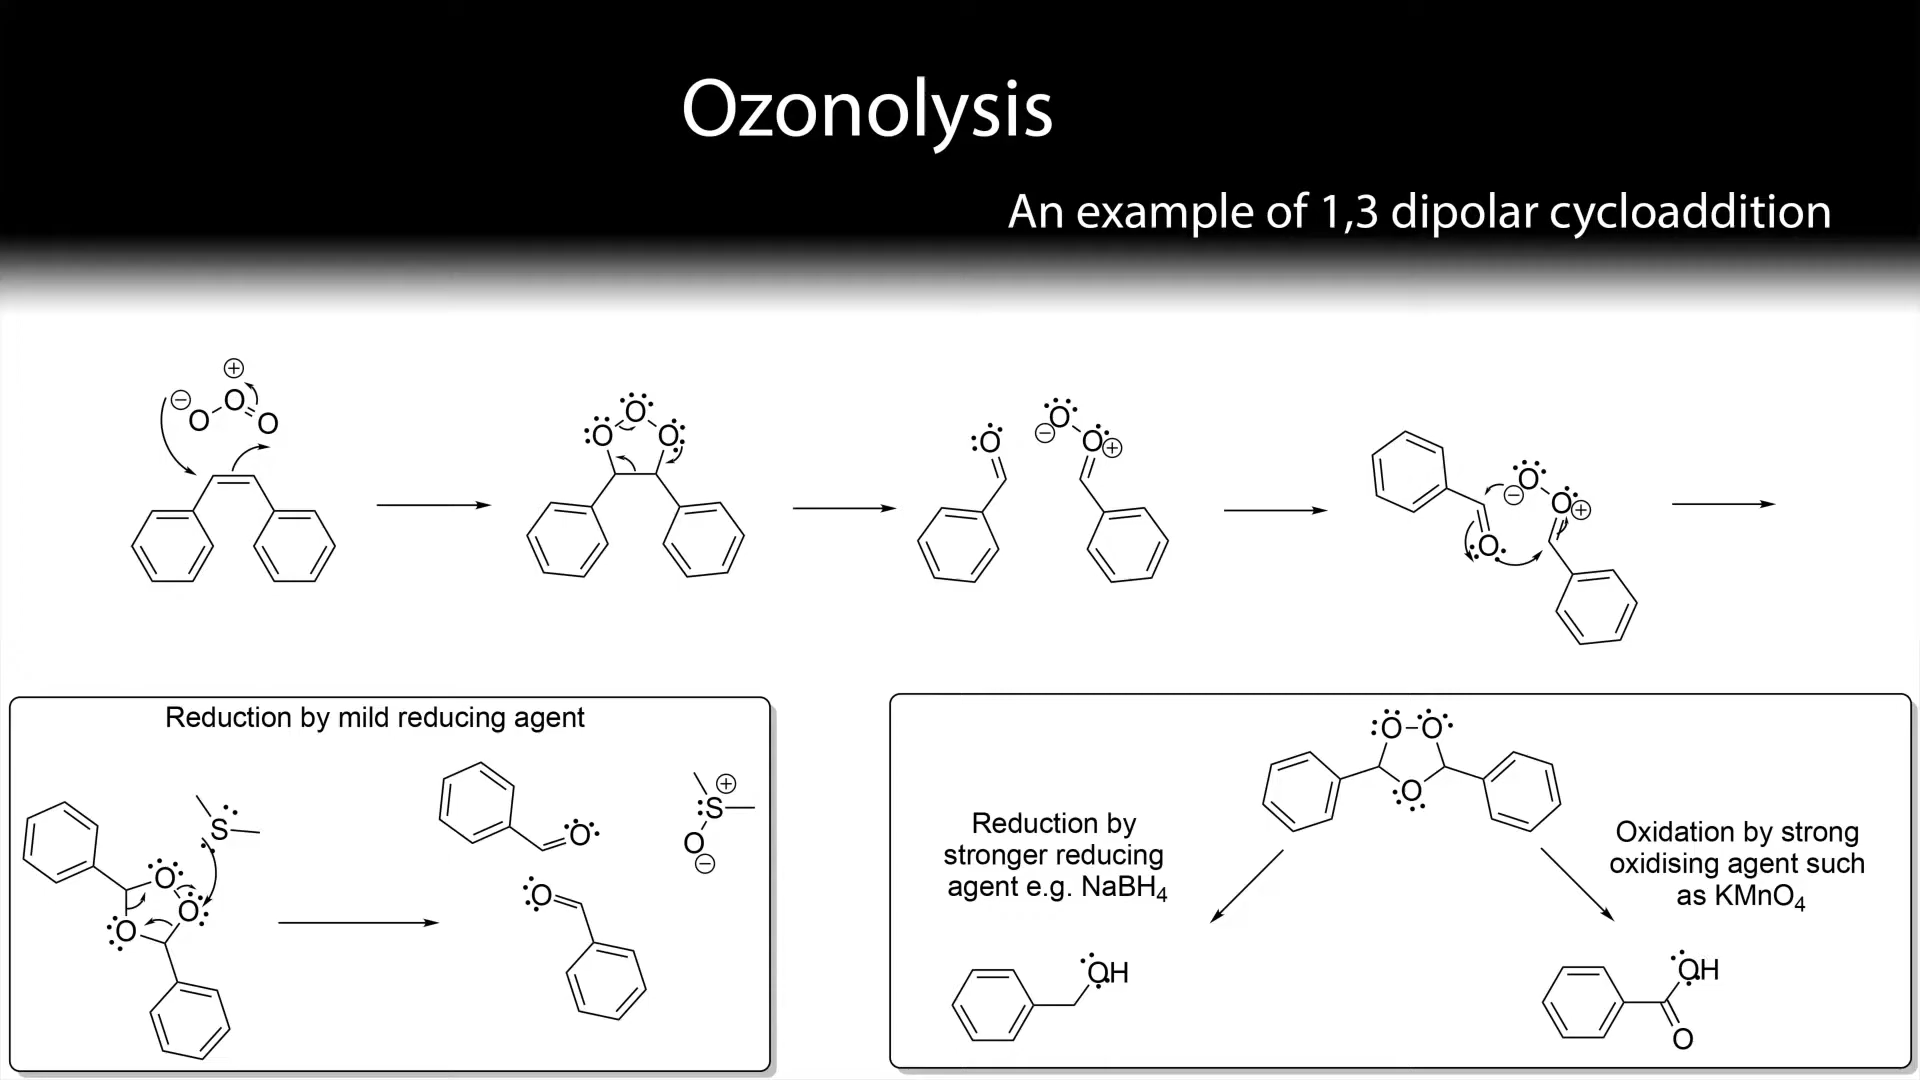 Ozonolysis
An example of 1,3 dipolar cycloaddition
⊕
⊖
O
O
O
O
O
O
O
O
O
⊖
⊕
O
O
⊖
⊕
O
Reduction by mild reducing agent
S
O
O
O
O
O
S
⊕
O
⊖
O–O
O
Reduction by
stronger reducing
agent e.g. NaBH4
Oxidation by strong
oxidising agent such
as KMnO4
OH
OH
O